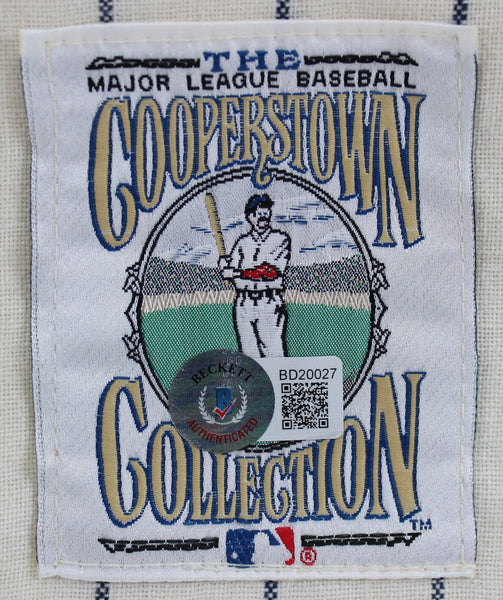 THE
MAJOR LEAGUE BASEBALL
COOPERSTOWN
BECKETT
B
AUTHENTICATED
BD20027
COLLECTION
TM
®